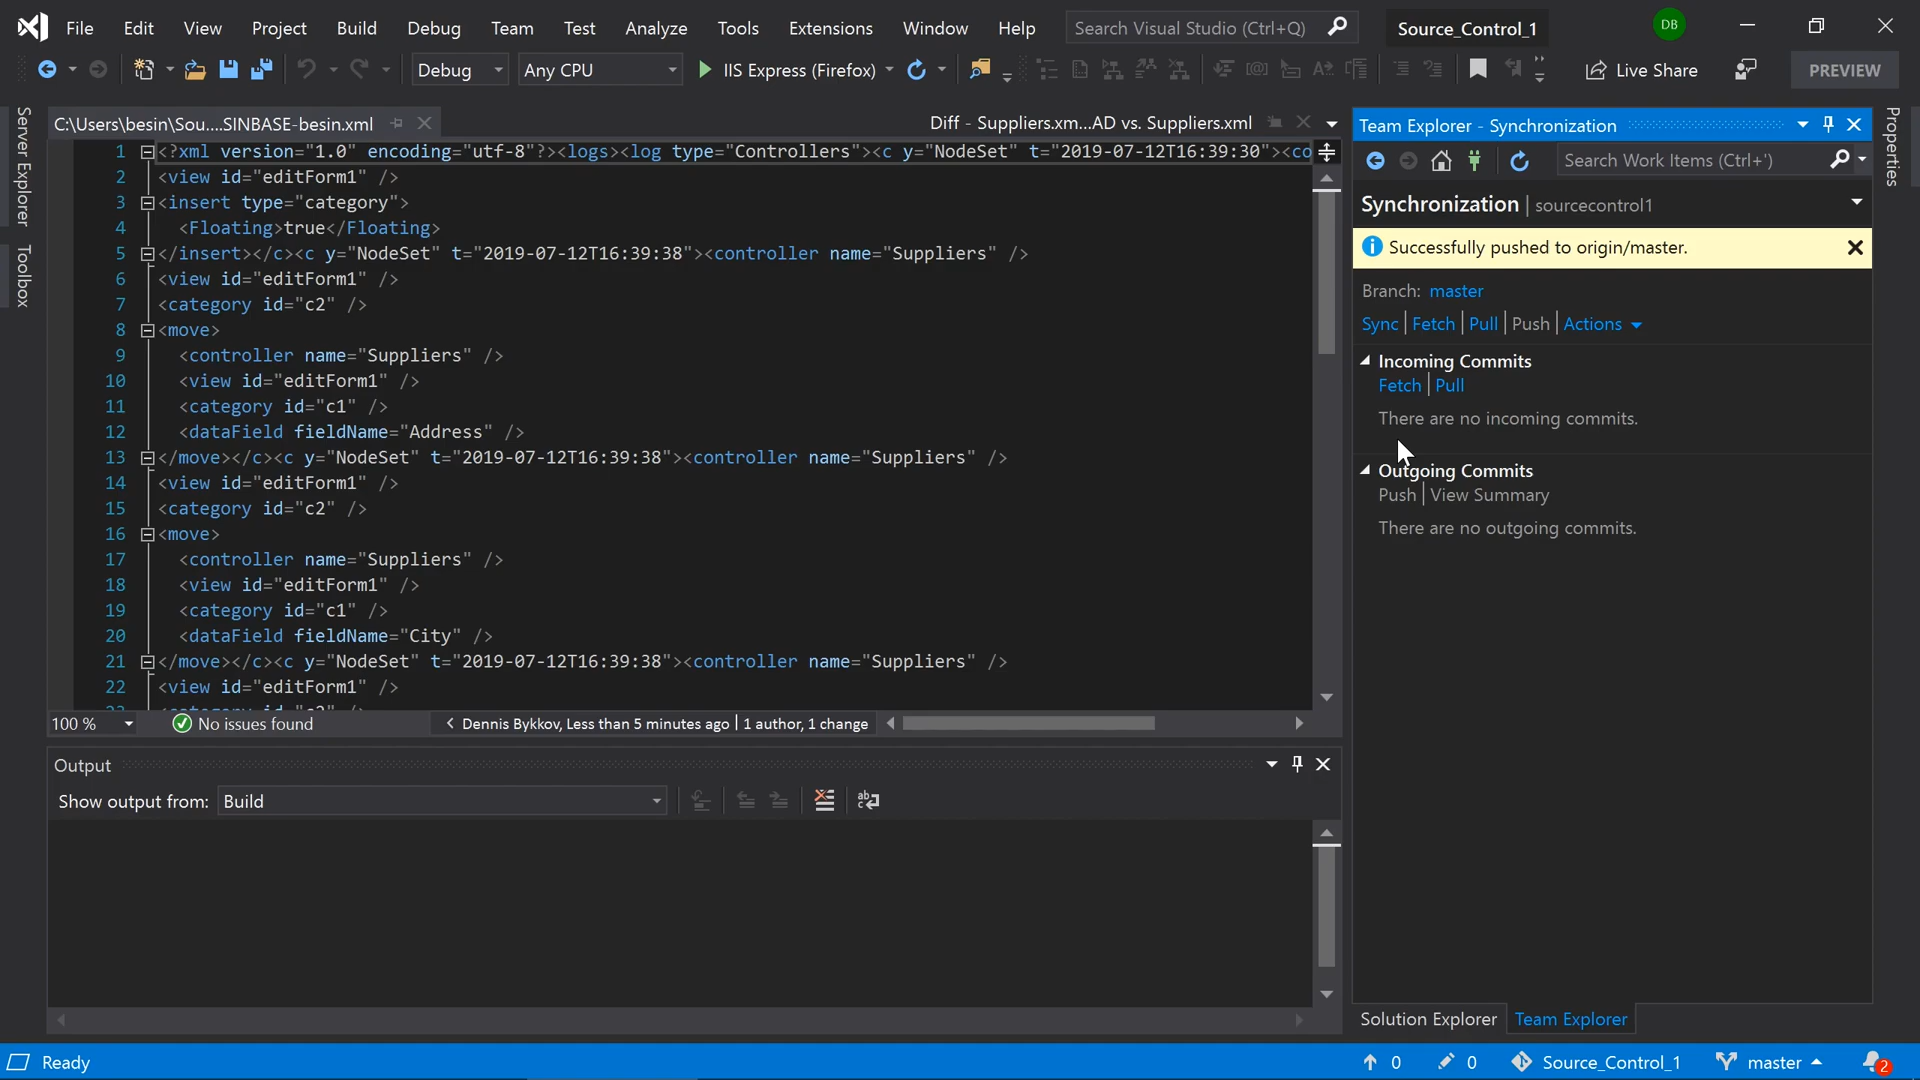 File Edit View Project Build Debug Team Test Analyze Tools Extensions Window Help Search Visual Studio (Ctrl+Q) Source_Control_1 DB
Debug Any CPU IIS Express (Firefox) Live Share PREVIEW
Server Explorer
Toolbox
C:\Users\besin\Sou....SINBASE-besin.xml Diff - Suppliers.xm...AD vs. Suppliers.xml
1 <?xml version="1.0" encoding="utf-8"?><logs><log type="Controllers"><c y="NodeSet" t="2019-07-12T16:39:30"><co
2 <view id="editForm1" />
3 <insert type="category">
4 <Floating>true</Floating>
5 </insert></c><c y="NodeSet" t="2019-07-12T16:39:38"><controller name="Suppliers" />
6 <view id="editForm1" />
7 <category id="c2" />
8 <move>
9 <controller name="Suppliers" />
10 <view id="editForm1" />
11 <category id="c1" />
12 <dataField fieldName="Address" />
13 </move></c><c y="NodeSet" t="2019-07-12T16:39:38"><controller name="Suppliers" />
14 <view id="editForm1" />
15 <category id="c2" />
16 <move>
17 <controller name="Suppliers" />
18 <view id="editForm1" />
19 <category id="c1" />
20 <dataField fieldName="City" />
21 </move></c><c y="NodeSet" t="2019-07-12T16:39:38"><controller name="Suppliers" />
22 <view id="editForm1" />
100 % No issues found < Dennis Bykkov, Less than 5 minutes ago | 1 author, 1 change
Output
Show output from: Build
Team Explorer - Synchronization
Search Work Items (Ctrl+')
Synchronization | sourcecontrol1
Successfully pushed to origin/master.
Branch: master
Sync | Fetch | Pull | Push | Actions
Incoming Commits
Fetch | Pull
There are no incoming commits.
Outgoing Commits
Push | View Summary
There are no outgoing commits.
Solution Explorer Team Explorer
Properties
Ready 0 0 Source_Control_1 master 2